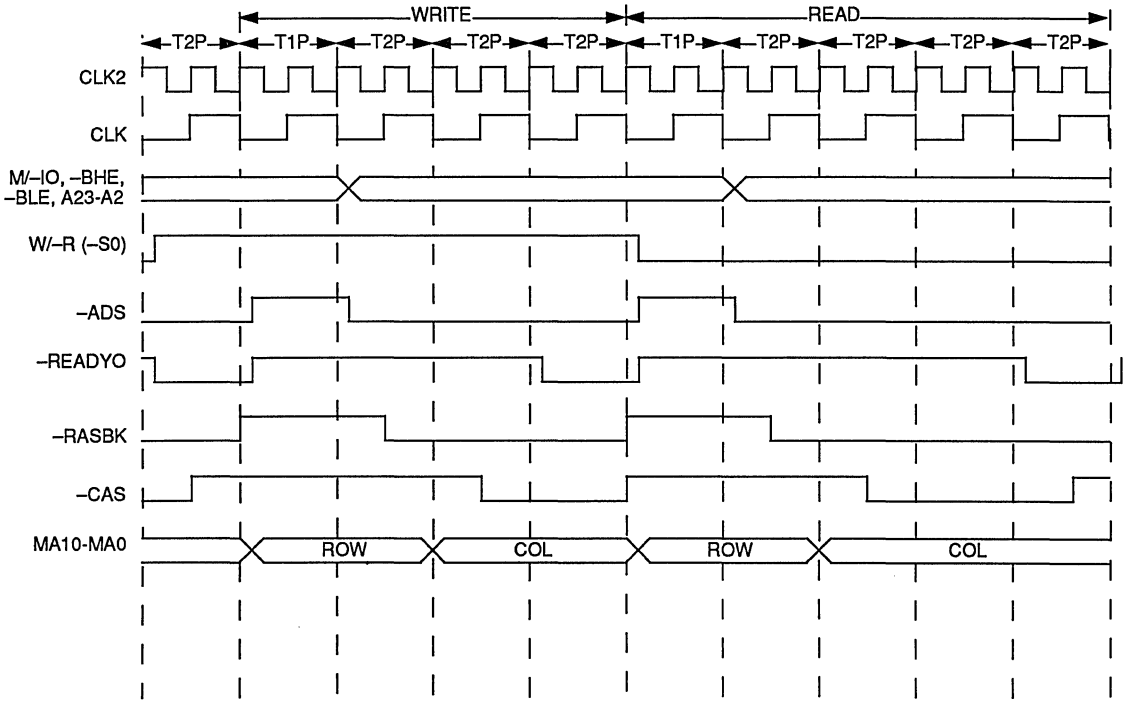 WRITE READ
T2P T1P T2P T2P T2P T1P T2P T2P T2P T2P
CLK2
CLK
M/–IO, –BHE,
–BLE, A23-A2
W/–R (–S0)
–ADS
–READYO
–RASBK
–CAS
MA10-MA0 ROW COL ROW COL